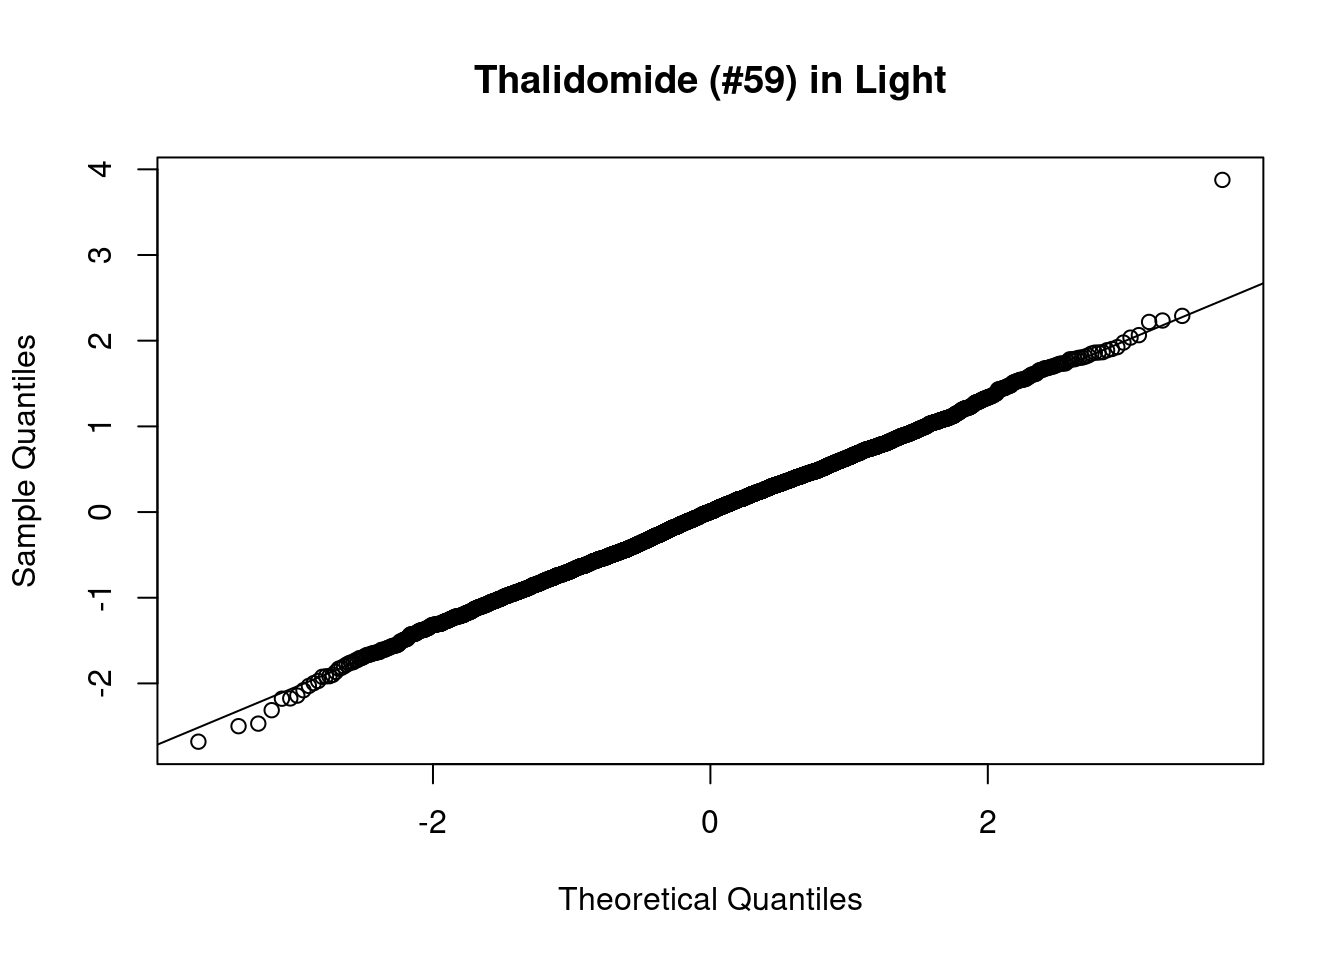 Thalidomide (#59) in Light
4
3
2
1
0
-1
-2
Sample Quantiles
-2 0 2
Theoretical Quantiles